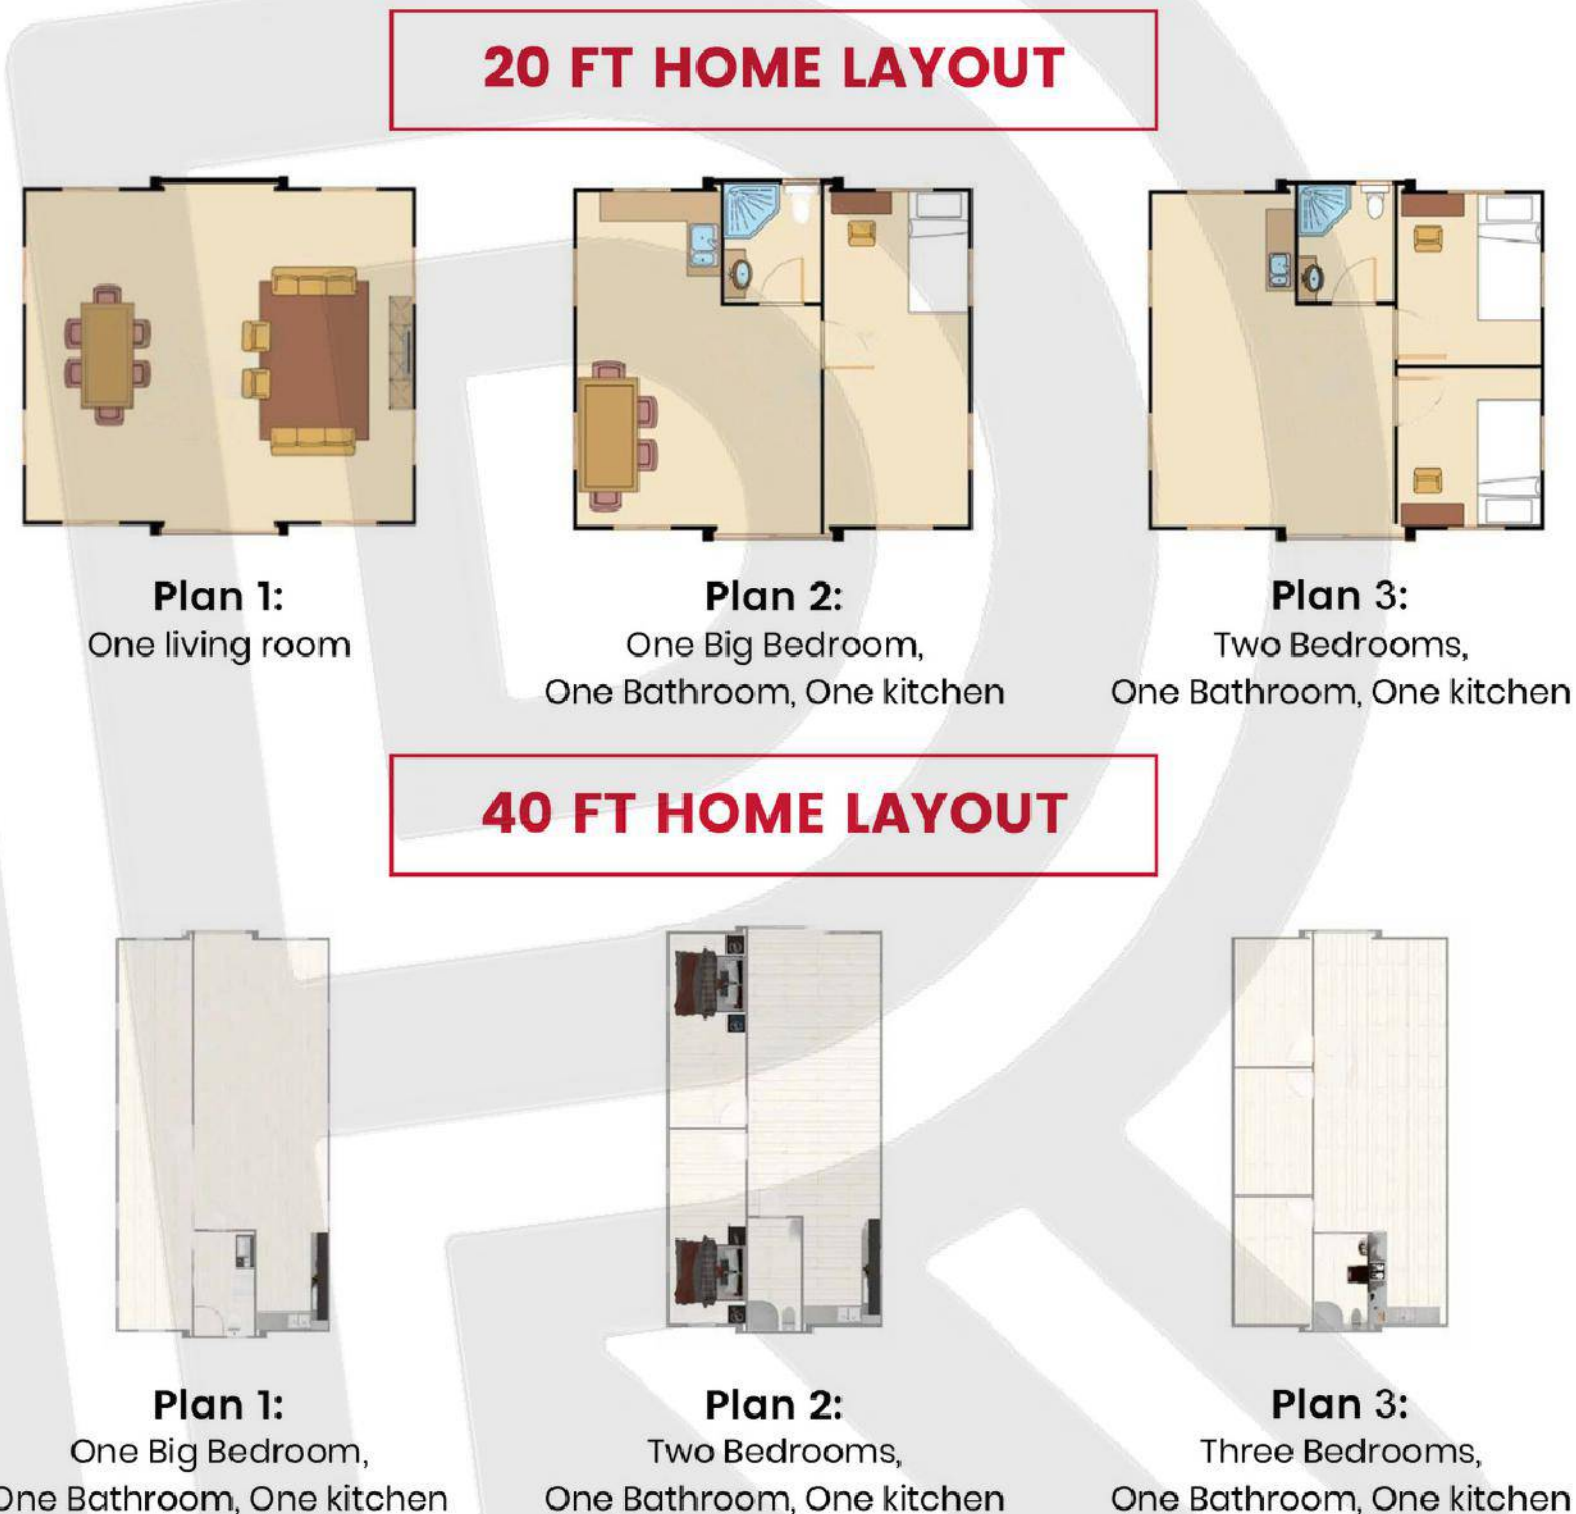 20 FT HOME LAYOUT
Plan 1:
One living room
Plan 2:
One Big Bedroom,
One Bathroom, One kitchen
Plan 3:
Two Bedrooms,
One Bathroom, One kitchen
40 FT HOME LAYOUT
Plan 1:
One Big Bedroom,
One Bathroom, One kitchen
Plan 2:
Two Bedrooms,
One Bathroom, One kitchen
Plan 3:
Three Bedrooms,
One Bathroom, One kitchen